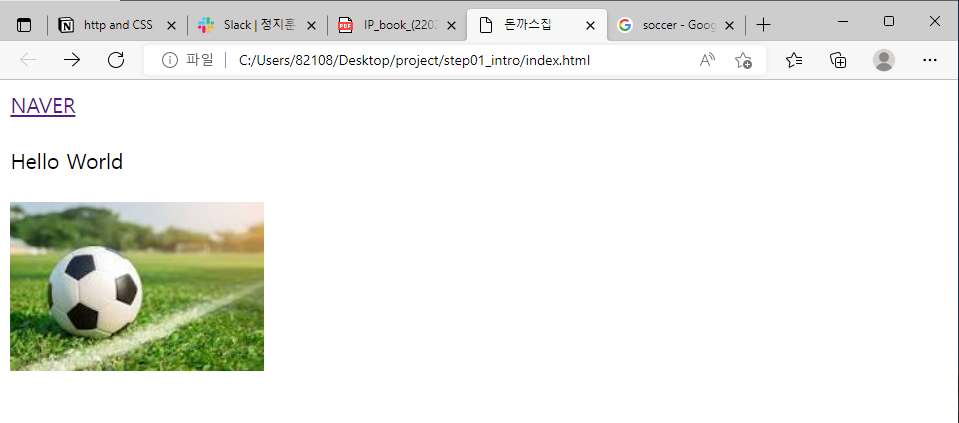 http and CSS
Slack | 정지훈
IP_book_(2202
돈까스집
soccer - Goog
파일
C:/Users/82108/Desktop/project/step01_intro/index.html
NAVER
Hello World